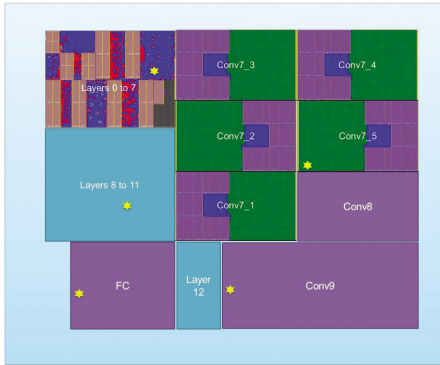 Conv7_3
Conv7_4
Layers 0 to 7
Conv7_2
Conv7_5
Layers 8 to 11
Conv7_1
Conv8
FC
Layer
12
Conv9